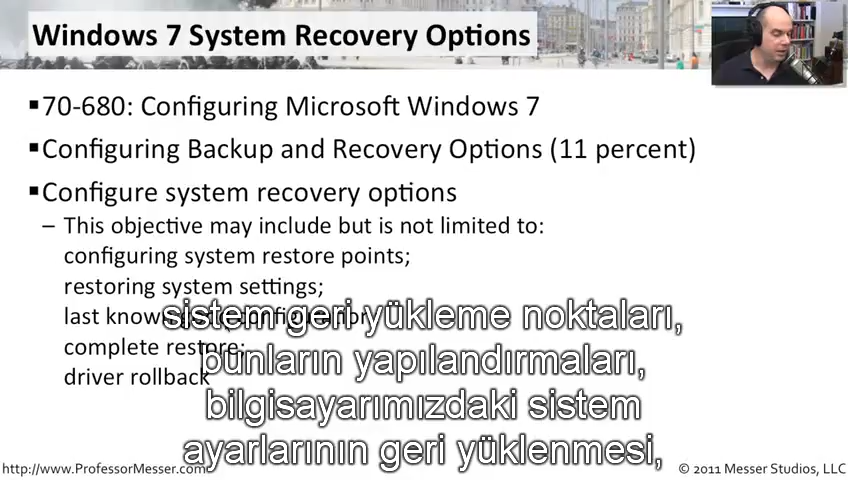 Windows 7 System Recovery Options
▪70-680: Configuring Microsoft Windows 7
▪Configuring Backup and Recovery Options (11 percent)
▪Configure system recovery options
– This objective may include but is not limited to:
configuring system restore points;
restoring system settings;
last known
sistem geri yükleme noktaları,
complete restore;
bunların yapılandırmaları,
driver rollback
bilgisayarımızdaki sistem
ayarlarının geri yüklenmesi,
http://www.ProfessorMesser.com
© 2011 Messer Studios, LLC